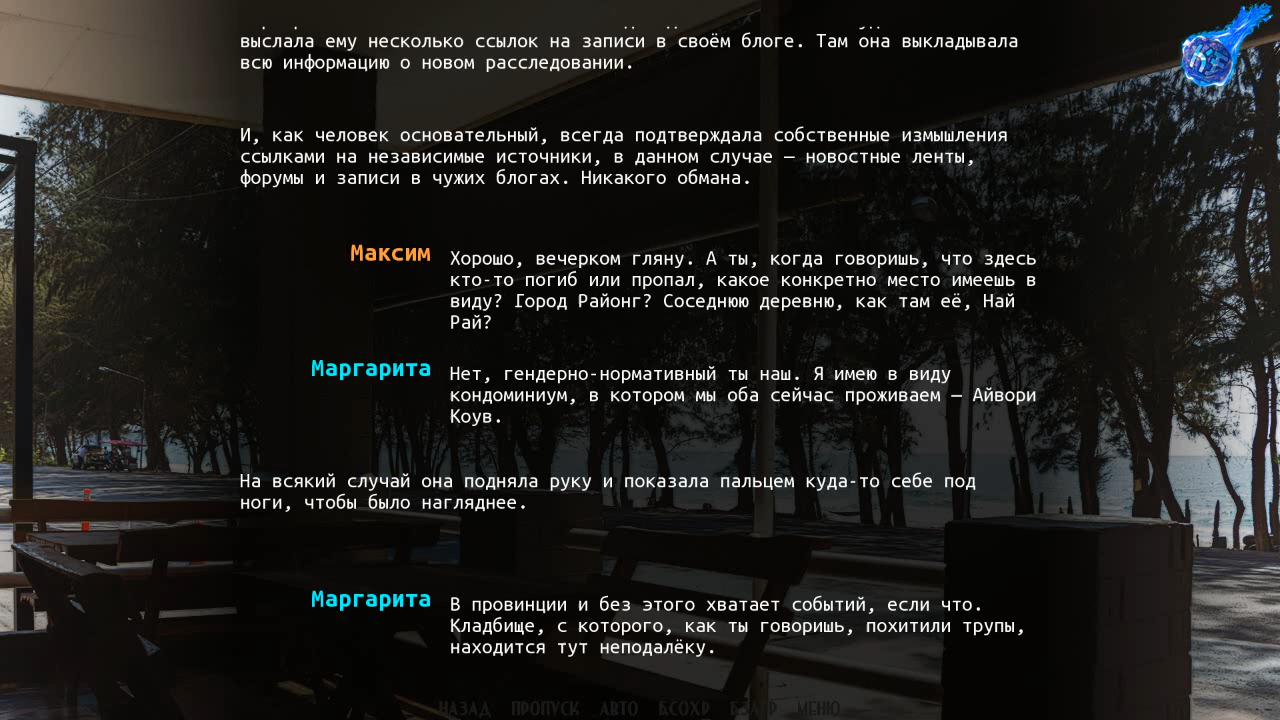 выслала ему несколько ссылок на записи в своём блоге. Там она выкладывала
всю информацию о новом расследовании.
И, как человек основательный, всегда подтверждала собственные измышления
ссылками на независимые источники, в данном случае — новостные ленты,
форумы и записи в чужих блогах. Никакого обмана.
Максим
Хорошо, вечерком гляну. А ты, когда говоришь, что здесь
кто-то погиб или пропал, какое конкретно место имеешь в
виду? Город Районг? Соседнюю деревню, как там её, Най
Рай?
Маргарита
Нет, гендерно-нормативный ты наш. Я имею в виду
кондоминиум, в котором мы оба сейчас проживаем — Айвори
Коув.
На всякий случай она подняла руку и показала пальцем куда-то себе под
ноги, чтобы было нагляднее.
Маргарита
В провинции и без этого хватает событий, если что.
Кладбище, с которого, как ты говоришь, похитили трупы,
находится тут неподалёку.
НАЗАД ПРОПУСК АВТО БСОХР БЗАГР МЕНЮ